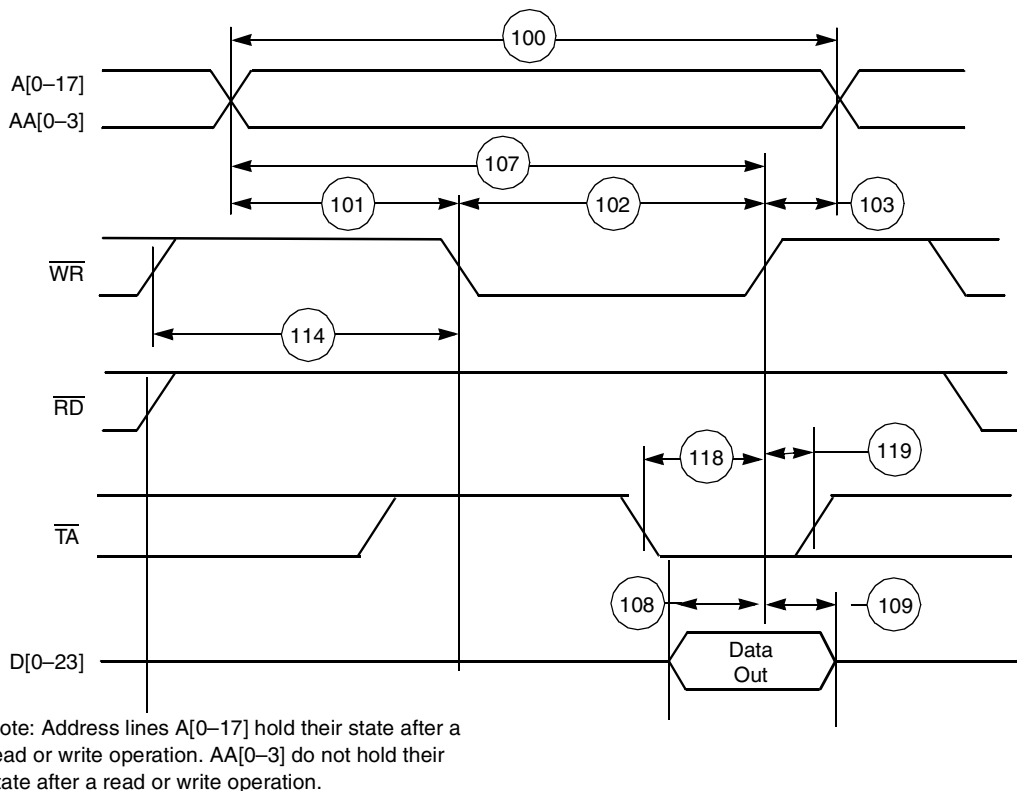 100
A[0–17]
AA[0–3]
107
101
102
103
WR
114
RD
118
119
TA
108
109
D[0–23]
Data
Out
ote: Address lines A[0–17] hold their state after a
ead or write operation. AA[0–3] do not hold their
tate after a read or write operation.